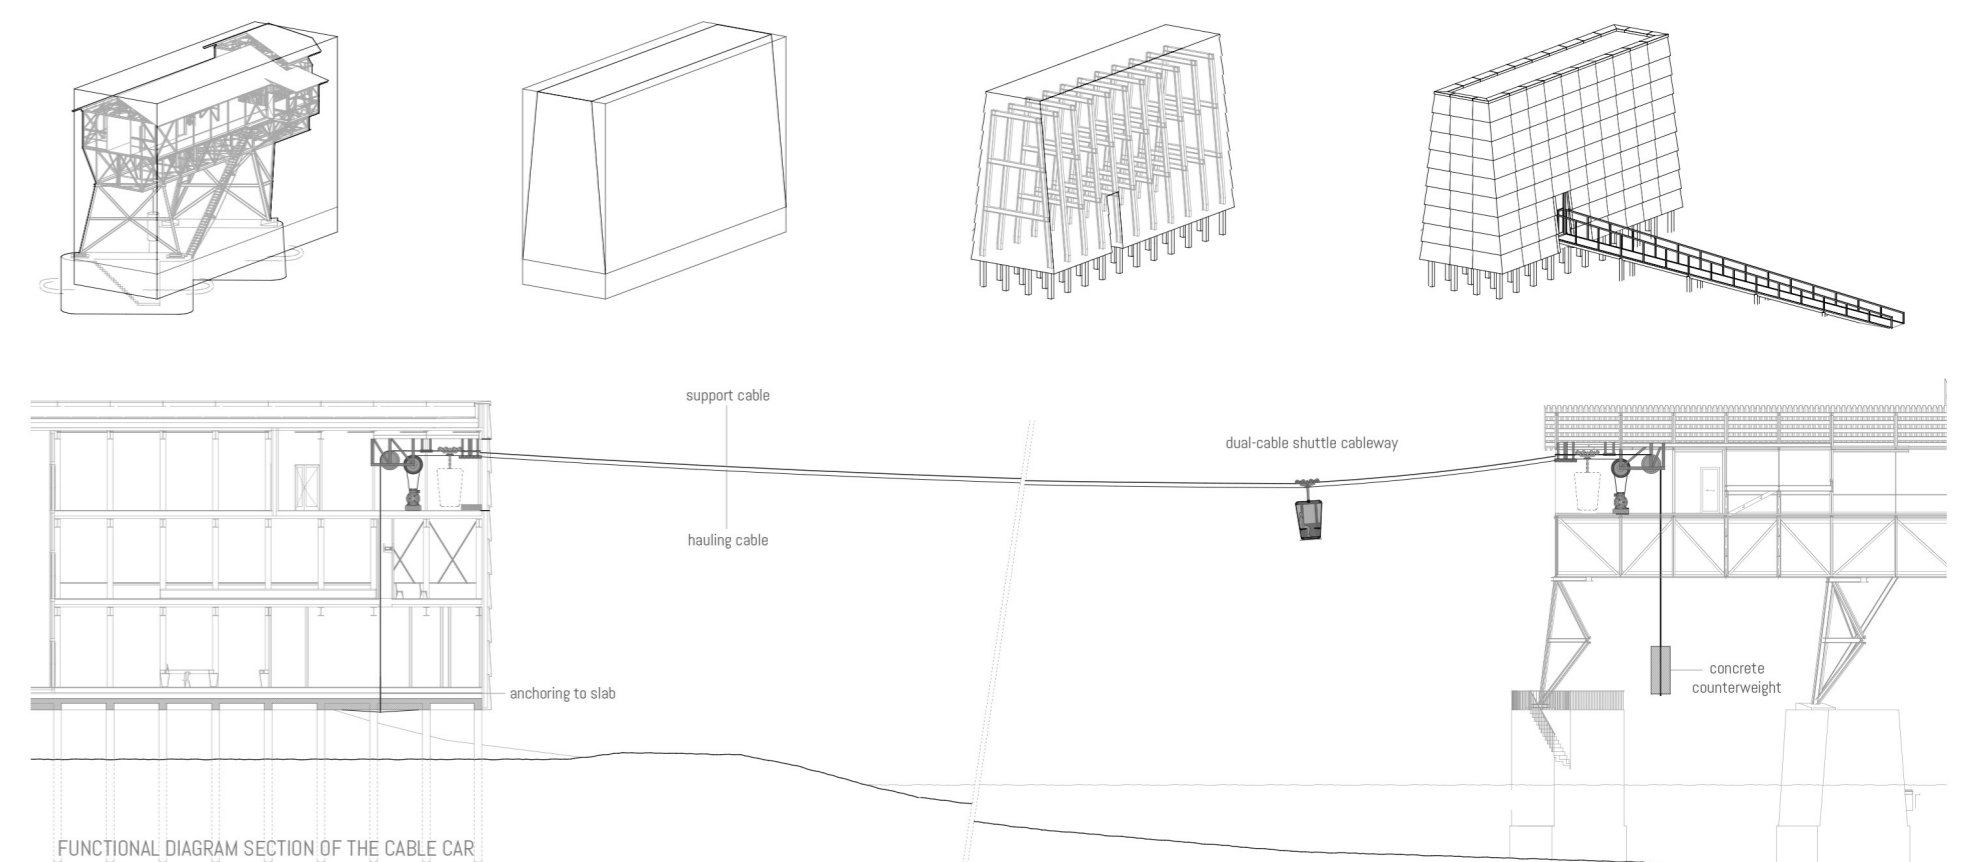 support cable
dual-cable shuttle cableway
hauling cable
concrete
counterweight
anchoring to slab
FUNCTIONAL DIAGRAM SECTION OF THE CABLE CAR